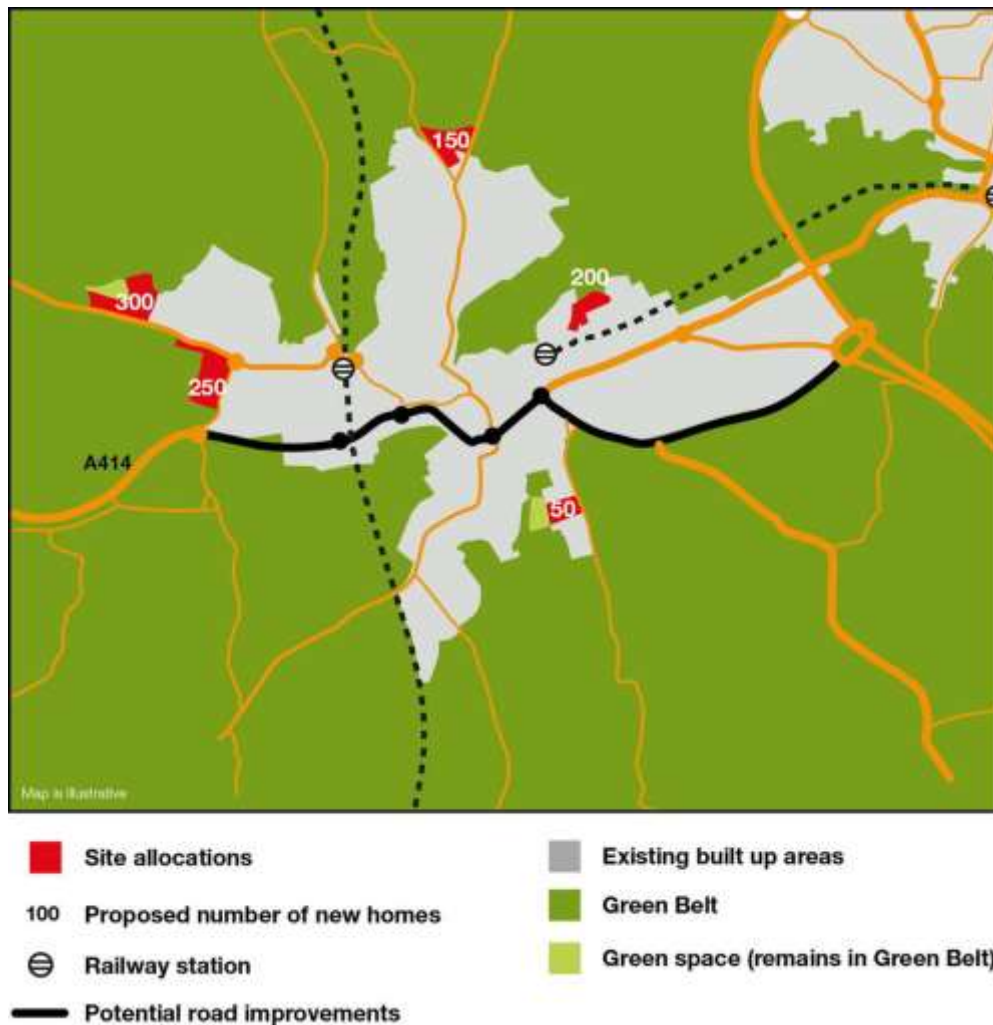 150
200
300
250
A414
50
Map is illustrative
Site allocations
100 Proposed number of new homes
Railway station
Potential road improvements
Existing built up areas
Green Belt
Green space (remains in Green Belt)